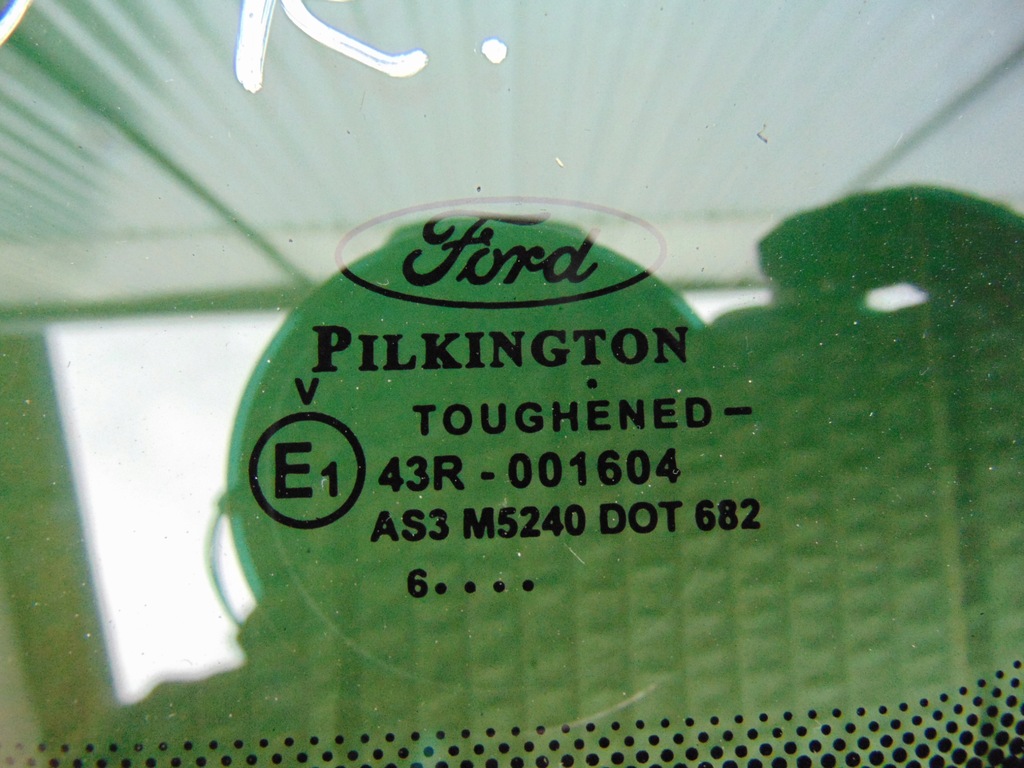 R.
Ford
PILKINGTON
V .
TOUGHENED -
E1 43R - 001604
AS3 M5240 DOT 682
6....